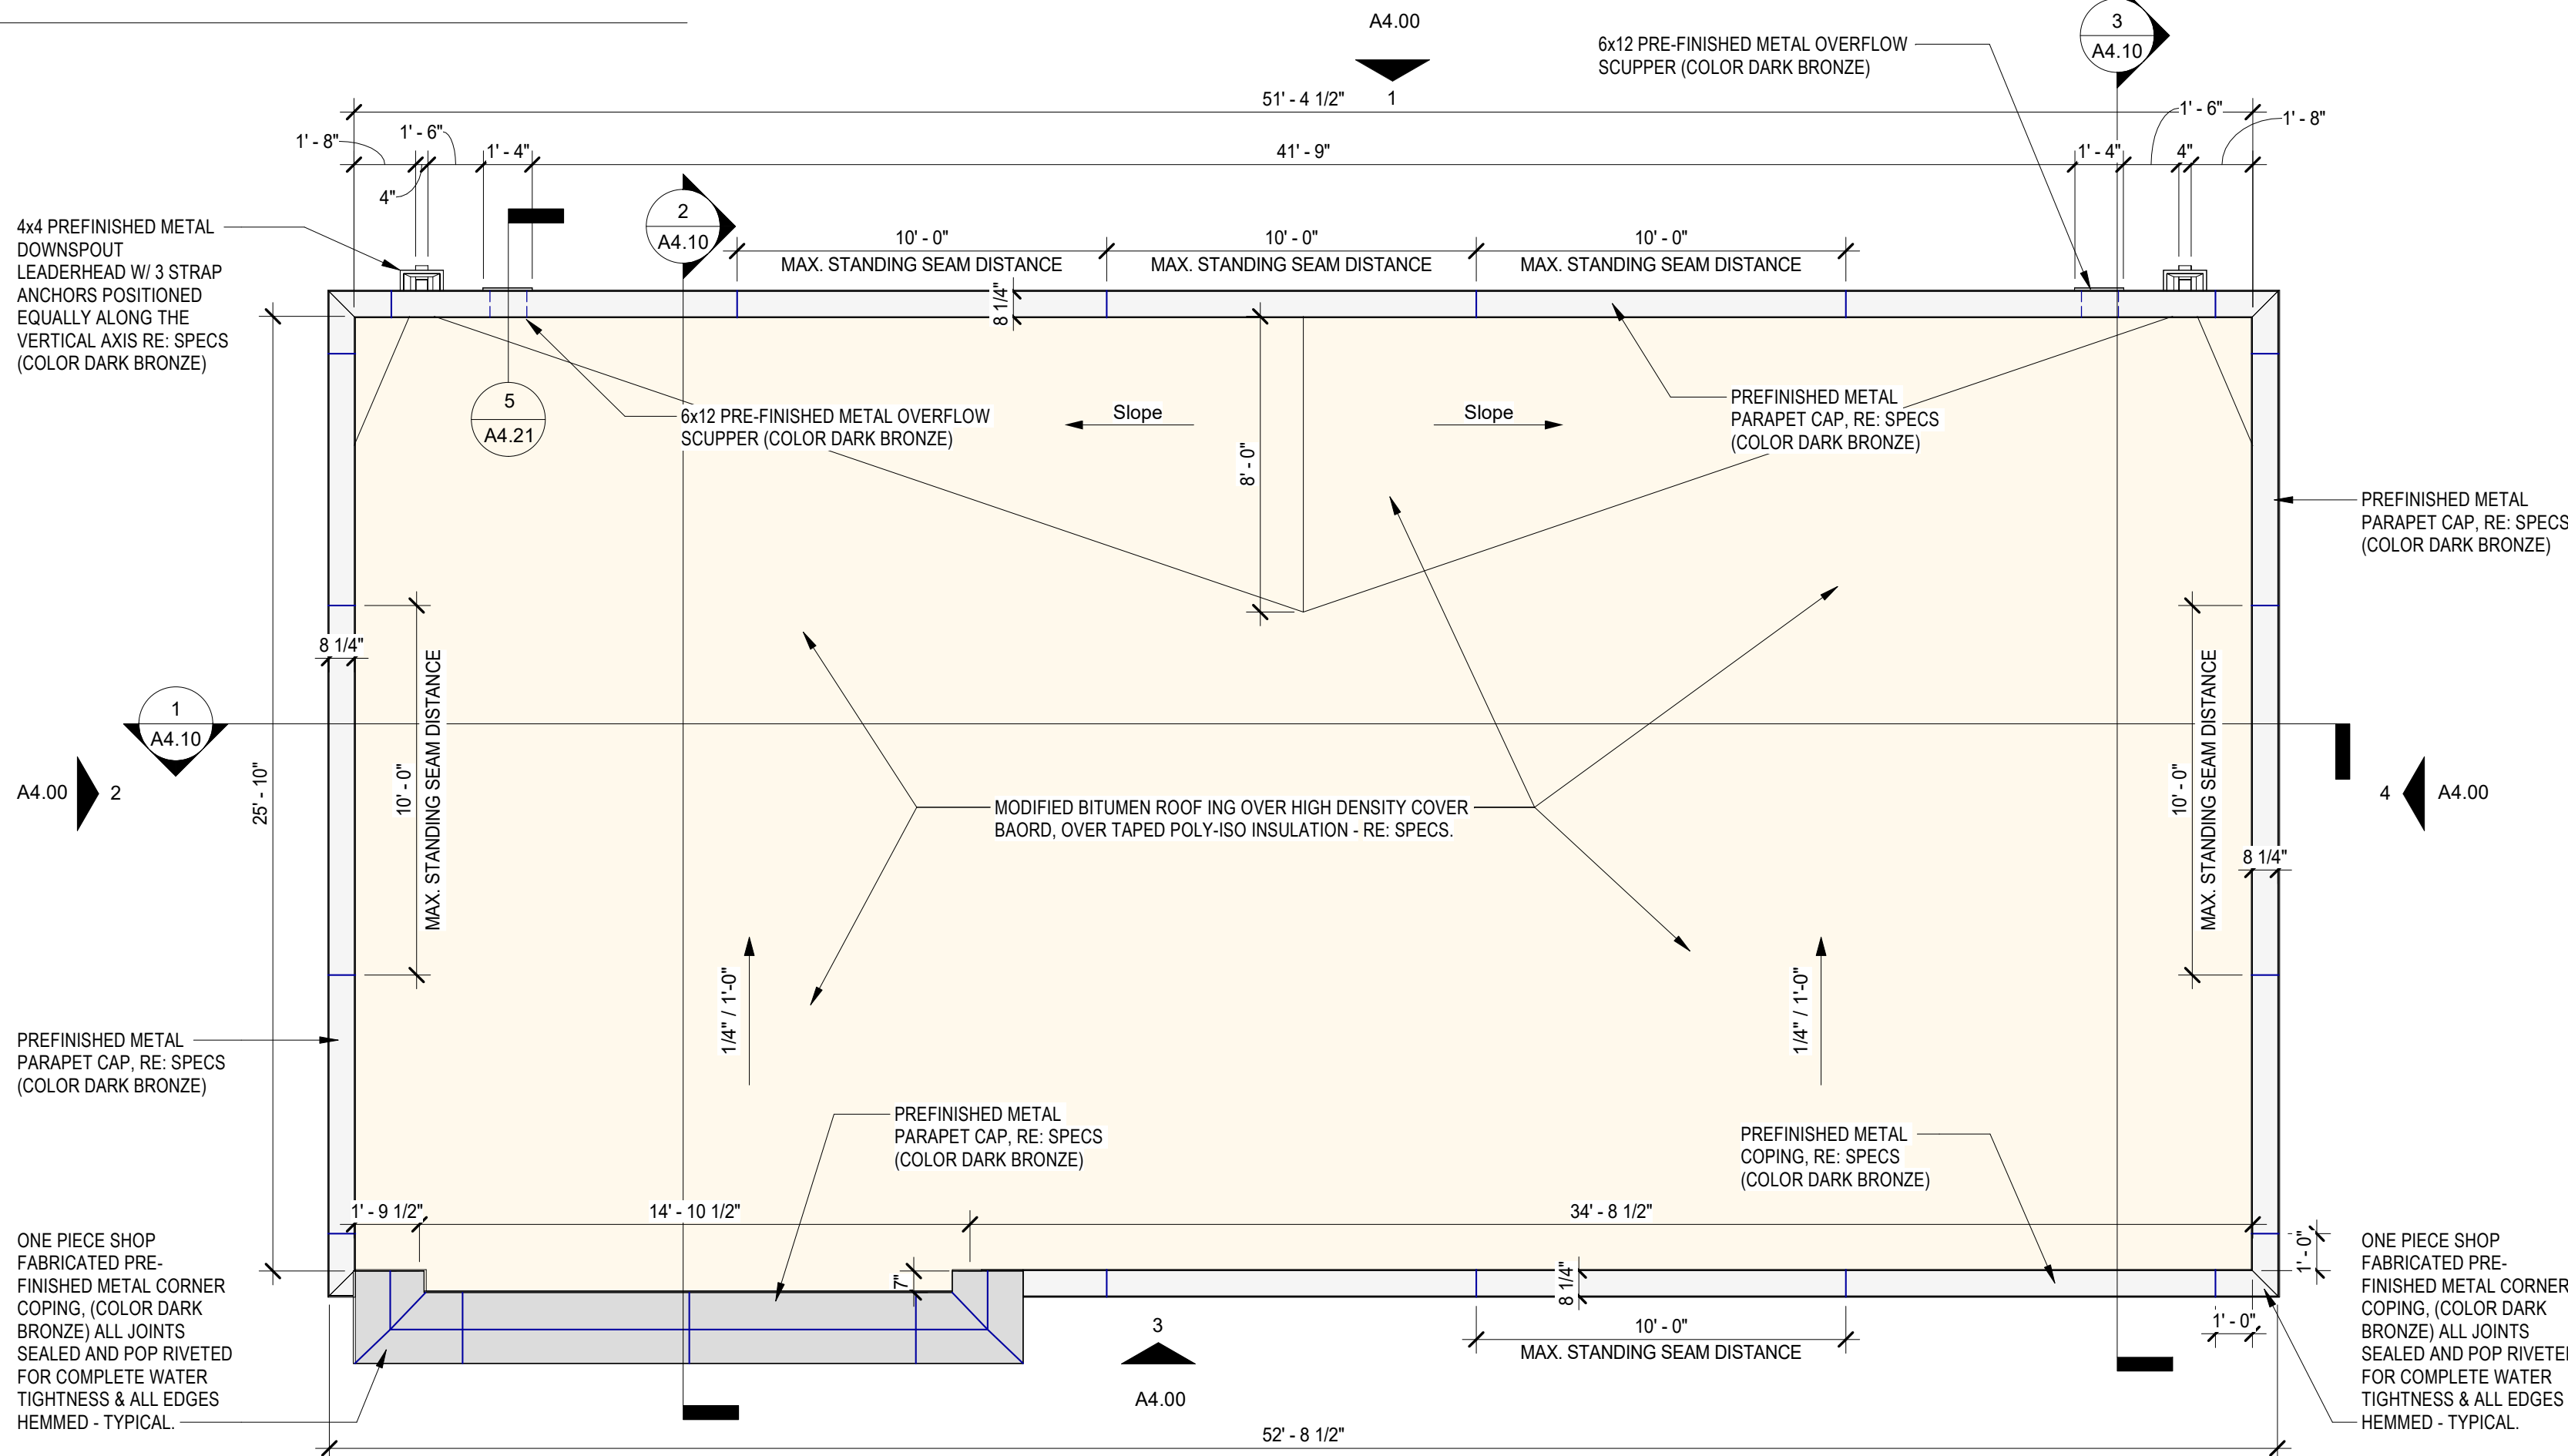 A4.00
1
3
A4.10
6x12 PRE-FINISHED METAL OVERFLOW
SCUPPER (COLOR DARK BRONZE)
51' - 4 1/2"
1' - 8"
1' - 6"
4"
1' - 4"
41' - 9"
1' - 4"
4"
1' - 6"
1' - 8"
4x4 PREFINISHED METAL
DOWNSPOUT
LEADERHEAD W/ 3 STRAP
ANCHORS POSITIONED
EQUALLY ALONG THE
VERTICAL AXIS RE: SPECS
(COLOR DARK BRONZE)
2
A4.10
10' - 0"
MAX. STANDING SEAM DISTANCE
10' - 0"
MAX. STANDING SEAM DISTANCE
10' - 0"
MAX. STANDING SEAM DISTANCE
8 1/4"
5
A4.21
6x12 PRE-FINISHED METAL OVERFLOW
SCUPPER (COLOR DARK BRONZE)
Slope
Slope
8' - 0"
PREFINISHED METAL
PARAPET CAP, RE: SPECS
(COLOR DARK BRONZE)
PREFINISHED METAL
PARAPET CAP, RE: SPECS
(COLOR DARK BRONZE)
8 1/4"
1
A4.10
A4.00
2
25' - 10"
10' - 0"
MAX. STANDING SEAM DISTANCE
MODIFIED BITUMEN ROOF ING OVER HIGH DENSITY COVER
BAORD, OVER TAPED POLY-ISO INSULATION - RE: SPECS.
10' - 0"
MAX. STANDING SEAM DISTANCE
8 1/4"
4
A4.00
1/4" / 1'-0"
1/4" / 1'-0"
PREFINISHED METAL
PARAPET CAP, RE: SPECS
(COLOR DARK BRONZE)
PREFINISHED METAL
PARAPET CAP, RE: SPECS
(COLOR DARK BRONZE)
PREFINISHED METAL
COPING, RE: SPECS
(COLOR DARK BRONZE)
1' - 9 1/2"
14' - 10 1/2"
34' - 8 1/2"
7"
8 1/4"
1' - 0"
1' - 0"
ONE PIECE SHOP
FABRICATED PRE-
FINISHED METAL CORNER
COPING, (COLOR DARK
BRONZE) ALL JOINTS
SEALED AND POP RIVETED
FOR COMPLETE WATER
TIGHTNESS & ALL EDGES
HEMMED - TYPICAL.
3
A4.00
10' - 0"
MAX. STANDING SEAM DISTANCE
ONE PIECE SHOP
FABRICATED PRE-
FINISHED METAL CORNER
COPING, (COLOR DARK
BRONZE) ALL JOINTS
SEALED AND POP RIVETED
FOR COMPLETE WATER
TIGHTNESS & ALL EDGES
HEMMED - TYPICAL.
52' - 8 1/2"